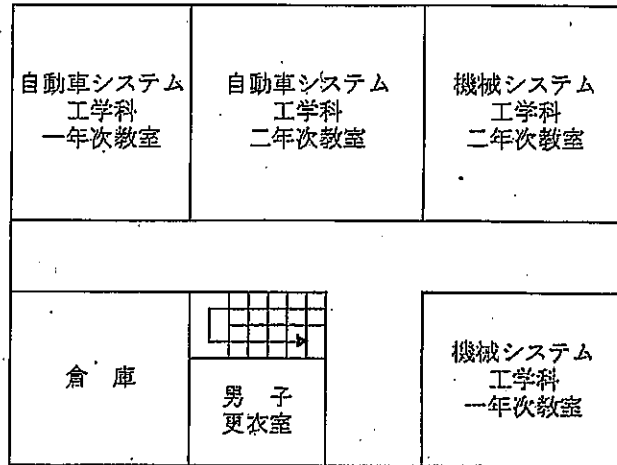 自動車システム
工学科
一年次教室
自動車システム
工学科
二年次教室
機械システム
工学科
二年次教室
倉庫
男子
更衣室
機械システム
工学科
一年次教室